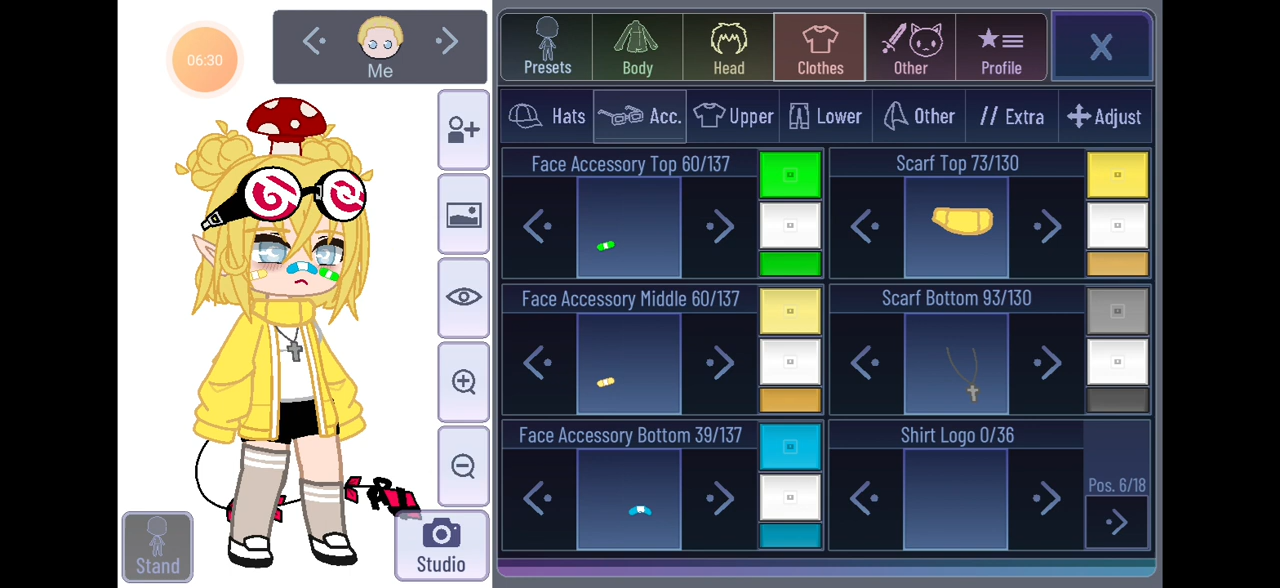 06:30
Me
Stand
Studio
Presets
Body
Head
Clothes
Other
Profile
X
Hats
Acc.
Upper
Lower
Other
// Extra
Adjust
Face Accessory Top 60/137
Scarf Top 73/130
Face Accessory Middle 60/137
Scarf Bottom 93/130
Face Accessory Bottom 39/137
Shirt Logo 0/36
Pos. 6/18